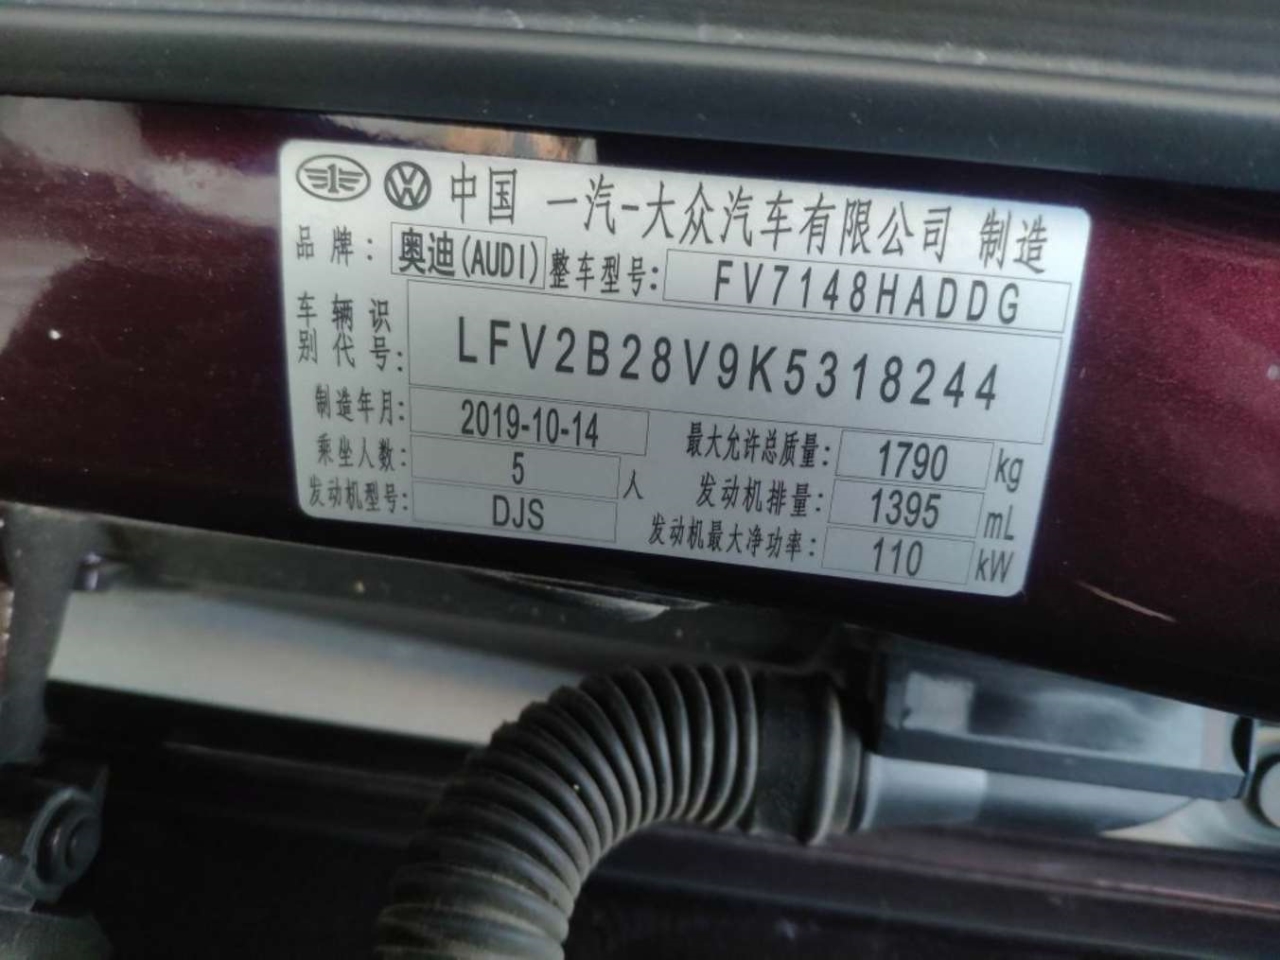 中国 一汽-大众汽车有限公司 制造
品牌: 奥迪(AUDI) 整车型号: FV7148HADDG
车辆识别代号: LFV2B28V9K5318244
制造年月: 2019-10-14 最大允许总质量: 1790 kg
乘坐人数: 5 人 发动机排量: 1395 mL
发动机型号: DJS 发动机最大净功率: 110 kW